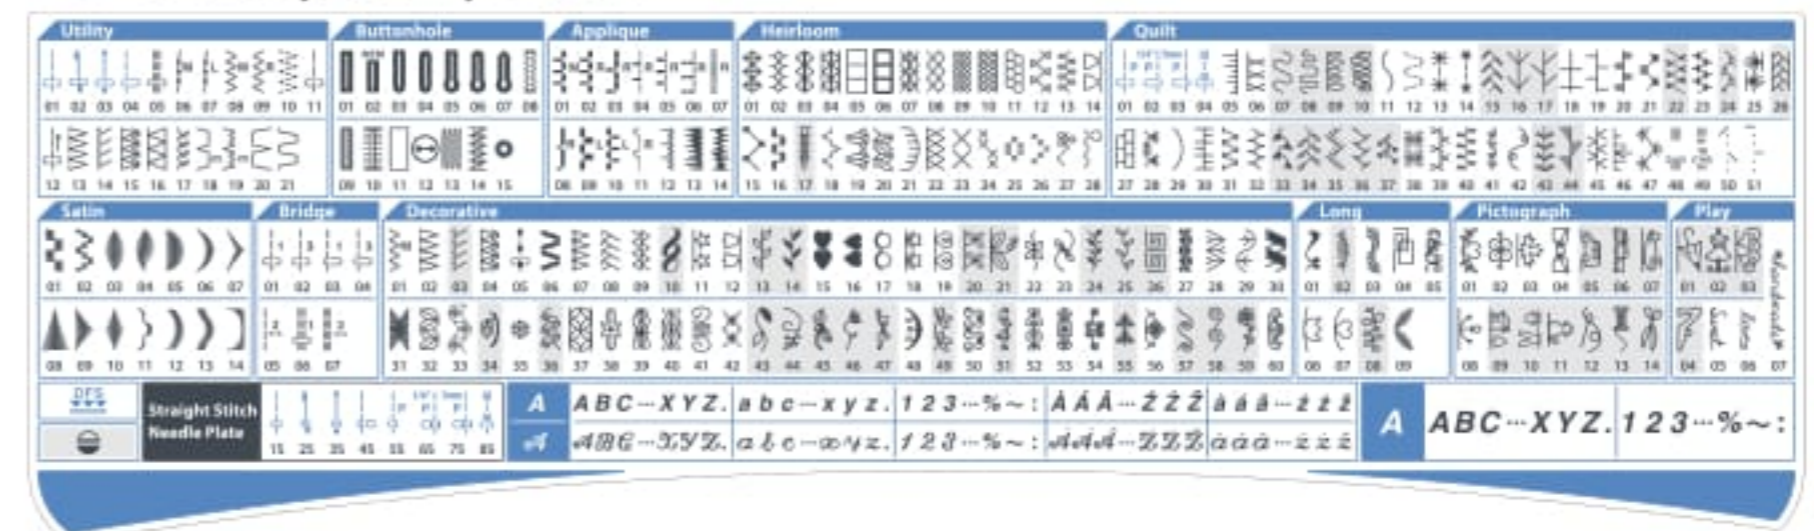 Utility Buttonhole Applique Heirloom Quilt
01 02 03 04 05 06 07 08 09 10 11 01 02 03 04 05 06 07 08 01 02 03 04 05 06 07 01 02 03 04 05 06 07 08 09 10 11 12 13 14 01 02 03 04 05 06 07 08 09 10 11 12 13 14 15 16 17 18 19 20 21 22 23 24 25 26
12 13 14 15 16 17 18 19 20 21 09 10 11 12 13 14 15 08 09 10 11 12 13 14 15 16 17 18 19 20 21 22 23 24 25 26 27 28 27 28 29 30 31 32 33 34 35 36 37 38 39 40 41 42 43 44 45 46 47 48 49 50 51
Satin Bridge Decorative Long Pictograph Play
01 02 03 04 05 06 07 01 02 03 04 01 02 03 04 05 06 07 08 09 10 11 12 13 14 15 16 17 18 19 20 21 22 23 24 25 26 27 28 29 30 01 02 03 04 05 01 02 03 04 05 06 07 01 02 03
08 09 10 11 12 13 14 05 06 07 31 32 33 34 35 36 37 38 39 40 41 42 43 44 45 46 47 48 49 50 51 52 53 54 55 56 57 58 59 60 06 07 08 09 08 09 10 11 12 13 14 04 05 06 07
DFS
Straight Stitch
Needle Plate
1S 2S 3S 4S 5S 6S 7S 8S
A ABC···XYZ. abc···xyz. 123···%~: ÀÁÂ···ŹŻŽ àáâ···źżž
A ABC···XYZ. abc···xyz. 123···%~: ÀÁÂ···ŹŻŽ àáâ···źżž
A ABC···XYZ. 123···%~: